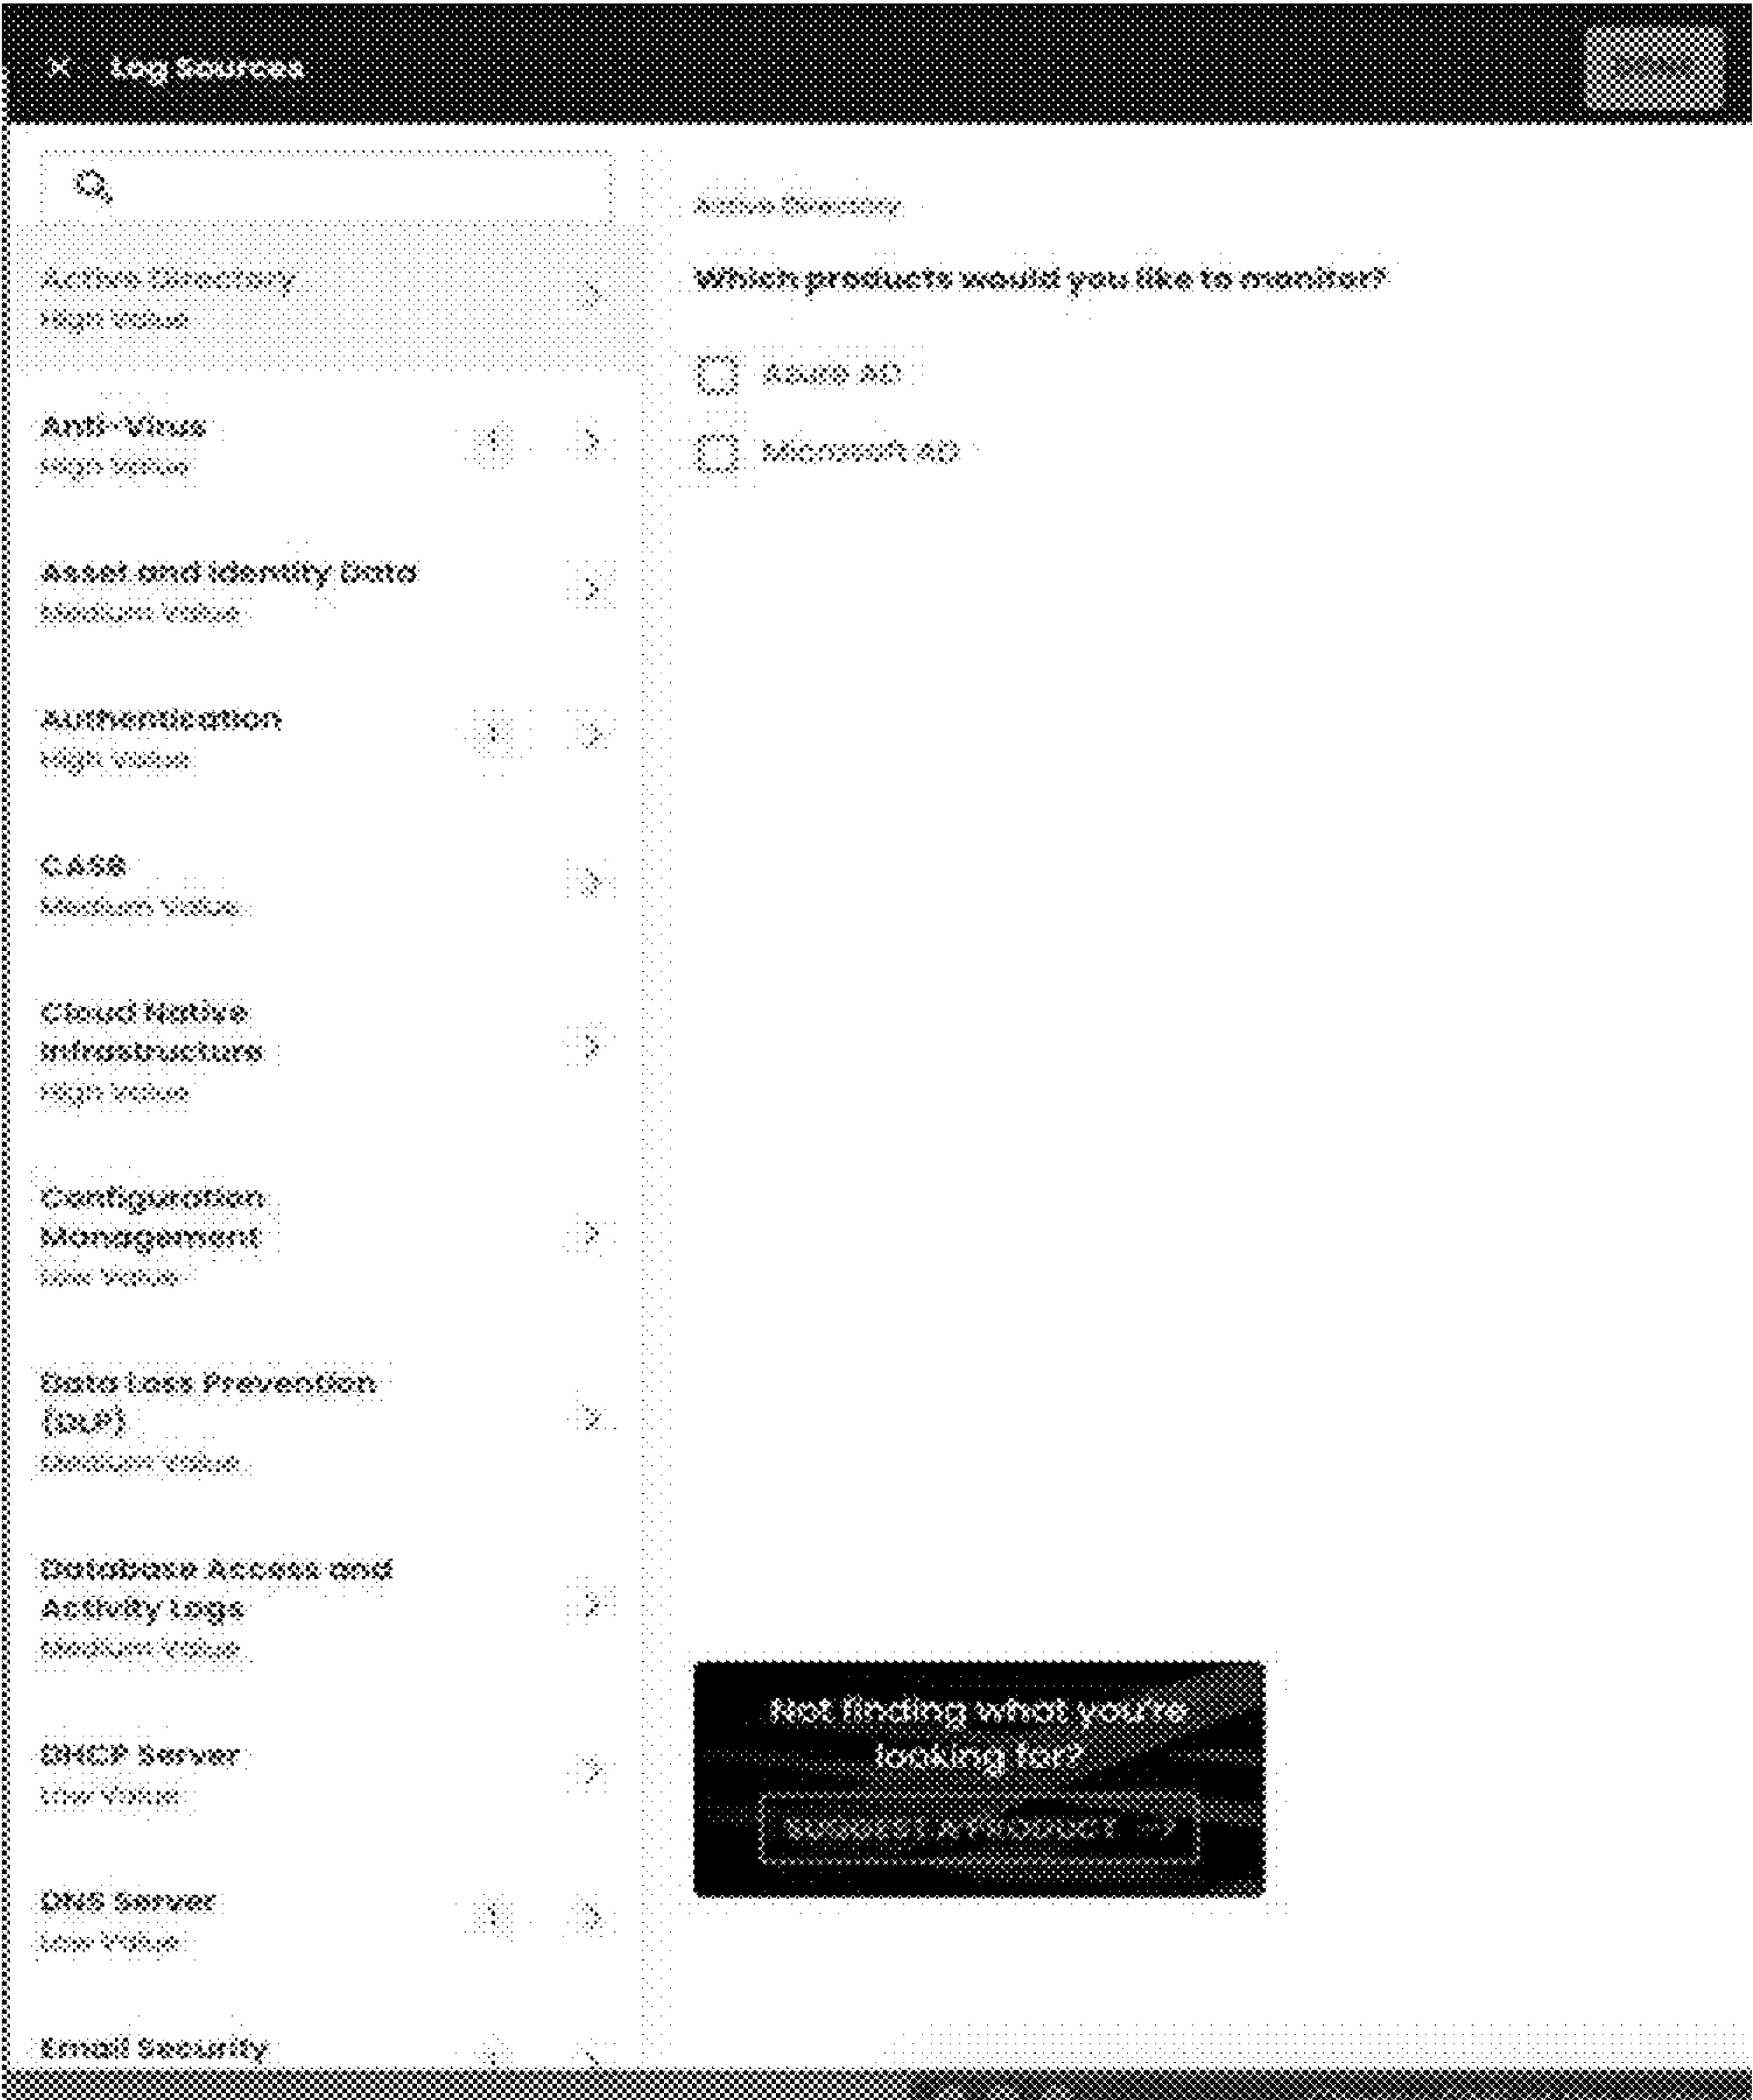 Log Sources
Active Directory
High Value
Anti-Virus
1
High Value
Asset and Identity Data
Medium Value
Authentication
1
High Value
CASB
Medium Value
Cloud Native
Infrastructure
High Value
Configuration
Management
Low Value
Data Loss Prevention
(DLP)
Medium Value
Database Access and
Activity Logs
Medium Value
DHCP Server
Low Value
DNS Server
1
Low Value
Email Security
1
Active Directory
Which products would you like to monitor?
Azure AD
Microsoft AD
Not finding what you're
looking for?
SUGGEST A PRODUCT